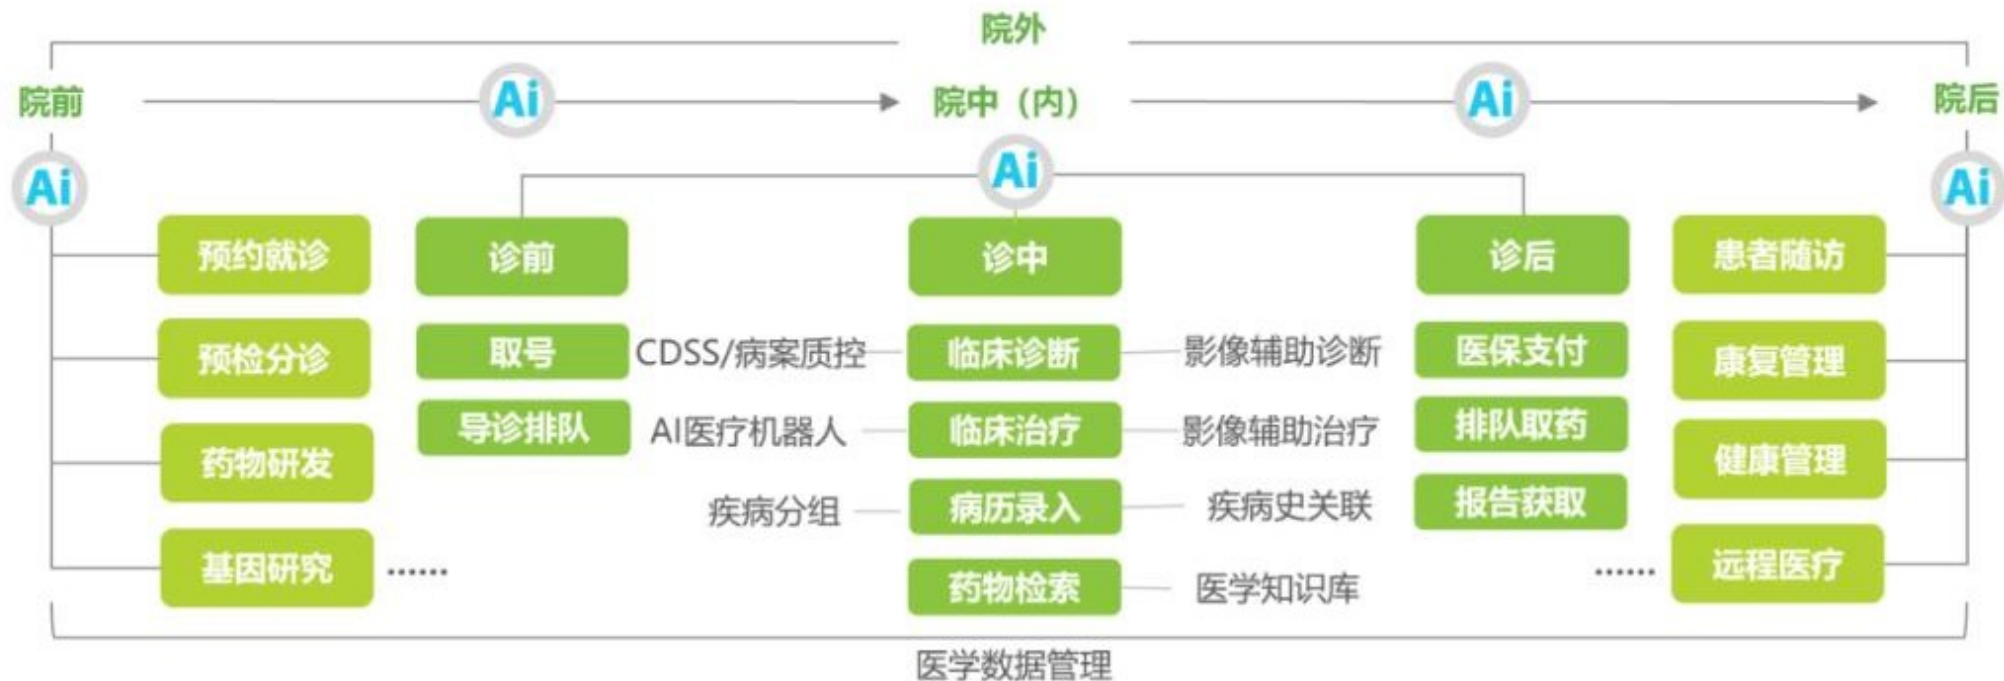 院外
院前
Ai
院中（内）
Ai
院后
Ai
Ai
Ai
预约就诊
诊前
诊中
诊后
患者随访
预检分诊
取号
CDSS/病案质控
临床诊断
影像辅助诊断
医保支付
康复管理
导诊排队
AI医疗机器人
临床治疗
影像辅助治疗
排队取药
药物研发
健康管理
疾病分组
病历录入
疾病史关联
报告获取
基因研究
......
药物检索
医学知识库
......
远程医疗
医学数据管理